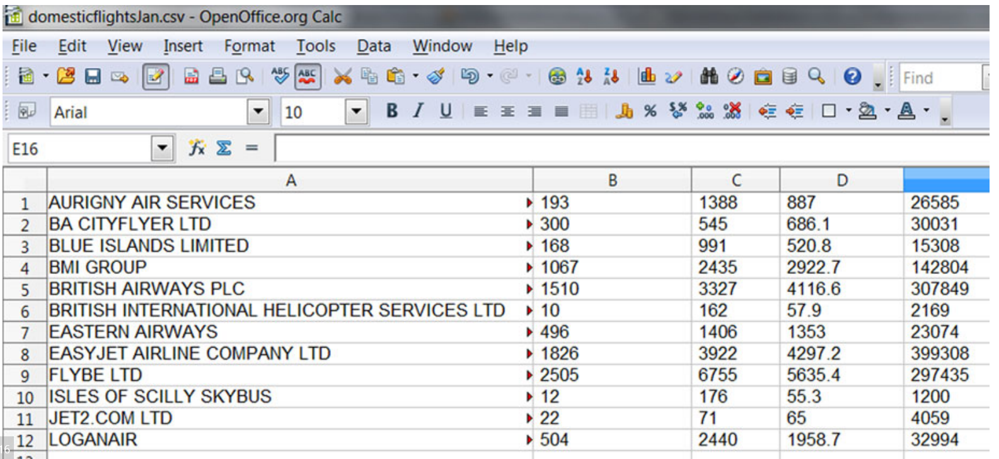 domesticflightsJan.csv - OpenOffice.org Calc
File Edit View Insert Format Tools Data Window Help
ABC ABC Find
Arial 10 B I U
E16 fx Σ =
A B C D
1 AURIGNY AIR SERVICES 193 1388 887 26585
2 BA CITYFLYER LTD 300 545 686.1 30031
3 BLUE ISLANDS LIMITED 168 991 520.8 15308
4 BMI GROUP 1067 2435 2922.7 142804
5 BRITISH AIRWAYS PLC 1510 3327 4116.6 307849
6 BRITISH INTERNATIONAL HELICOPTER SERVICES LTD 10 162 57.9 2169
7 EASTERN AIRWAYS 496 1406 1353 23074
8 EASYJET AIRLINE COMPANY LTD 1826 3922 4297.2 399308
9 FLYBE LTD 2505 6755 5635.4 297435
10 ISLES OF SCILLY SKYBUS 12 176 55.3 1200
11 JET2.COM LTD 22 71 65 4059
12 LOGANAIR 504 2440 1958.7 32994
16